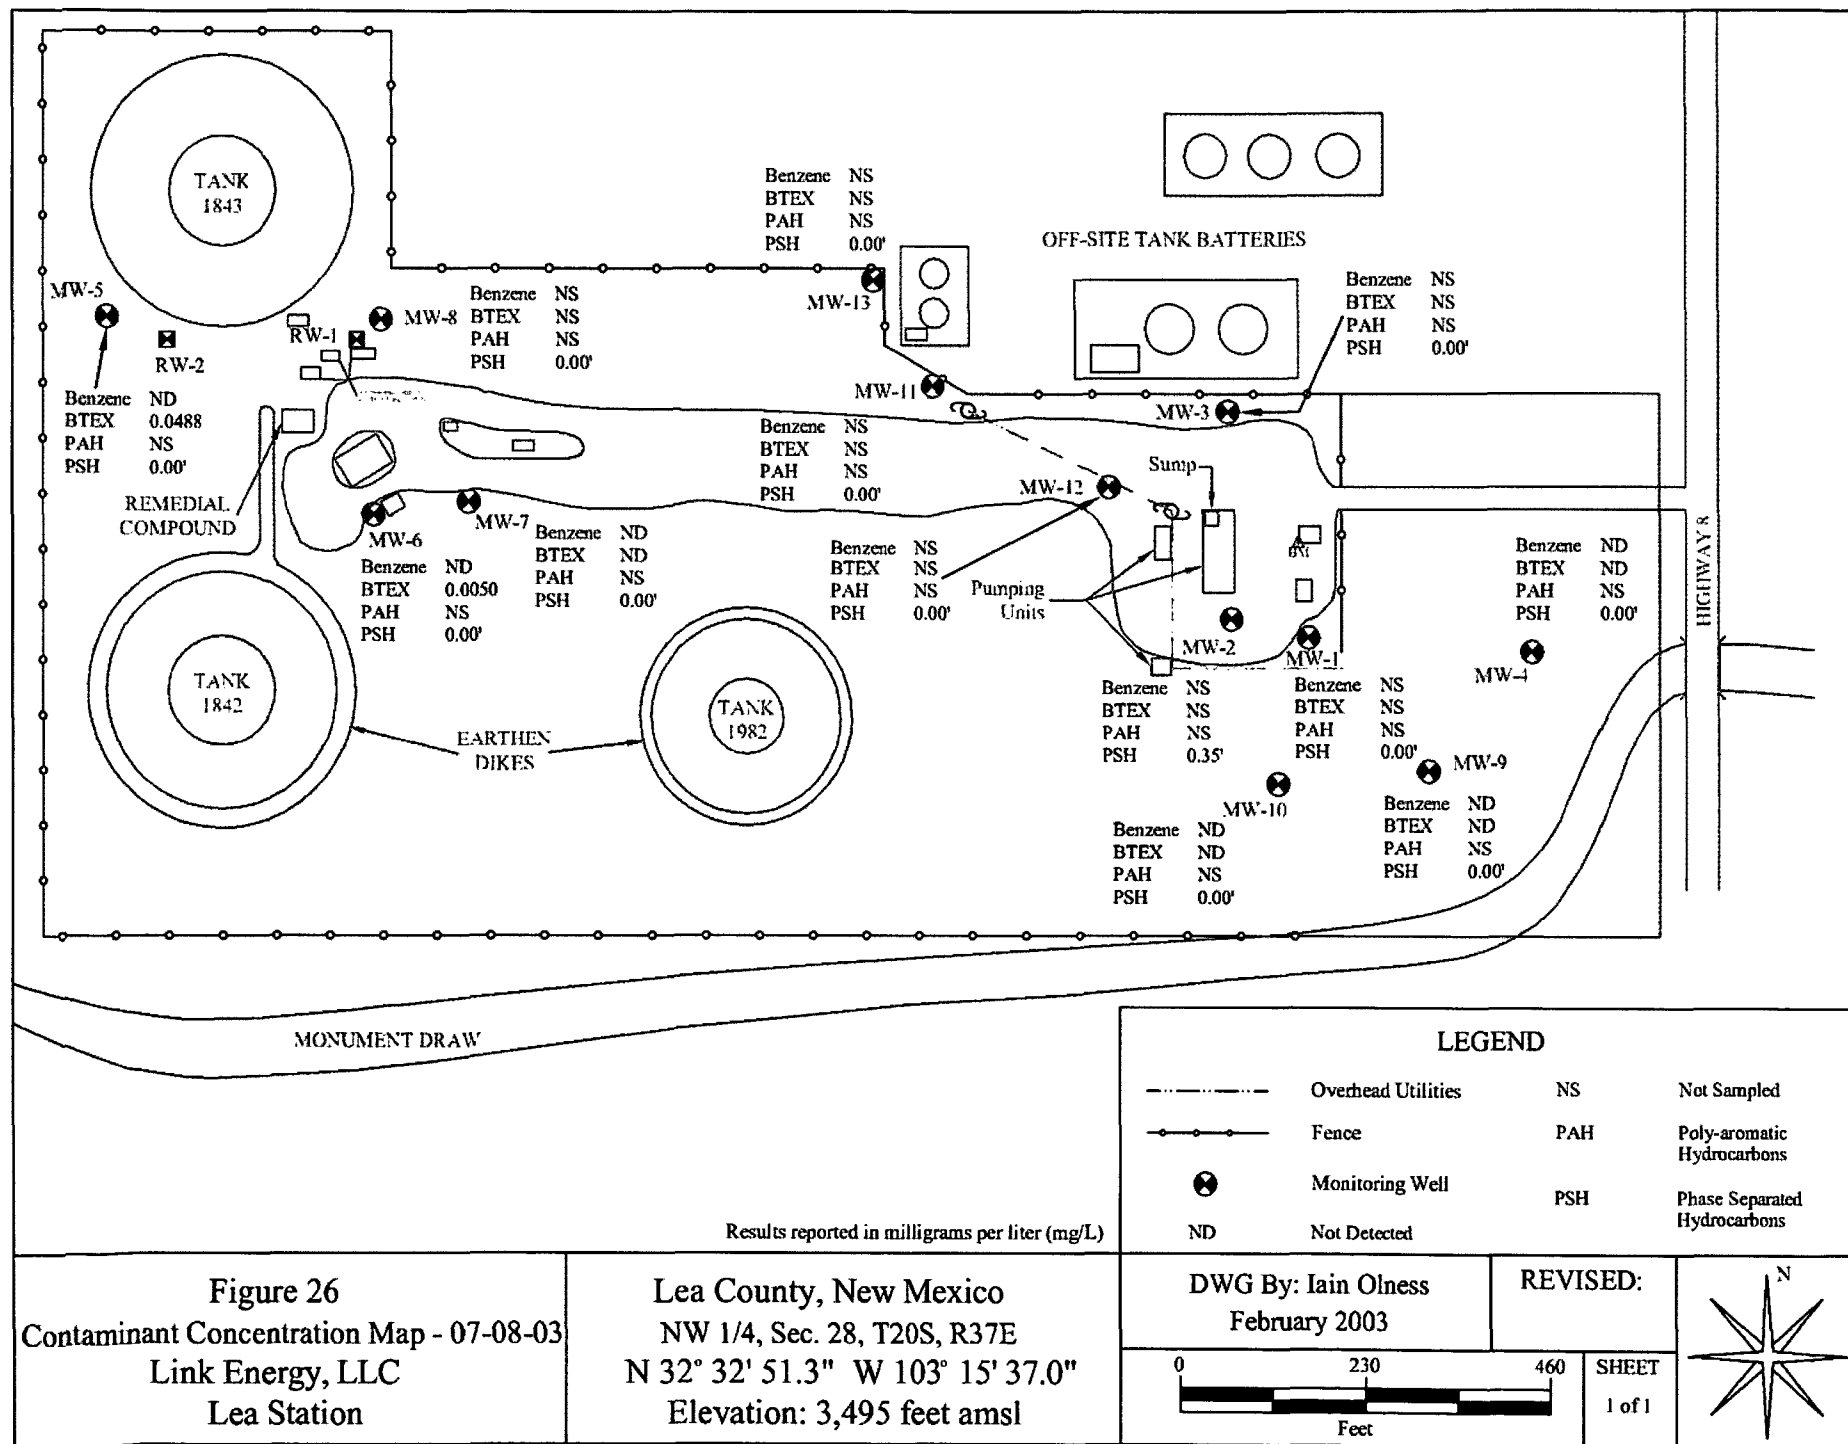 TANK
1843
Benzene NS
BTEX NS
PAH NS
PSH 0.00'
OFF-SITE TANK BATTERIES
MW-5
RW-2
RW-1
MW-8
Benzene NS
BTEX NS
PAH NS
PSH 0.00'
MW-13
Benzene NS
BTEX NS
PAH NS
PSH 0.00'
Benzene ND
BTEX 0.0488
PAH NS
PSH 0.00'
MW-11
MW-3
Benzene NS
BTEX NS
PAH NS
PSH 0.00'
Sump
MW-12
REMEDIAL
COMPOUND
MW-6
MW-7
Benzene ND
BTEX 0.0050
PAH NS
PSH 0.00'
Benzene ND
BTEX ND
PAH NS
PSH 0.00'
Benzene NS
BTEX NS
PAH NS
PSH 0.00'
Pumping
Units
MW-2
MW-1
Benzene ND
BTEX ND
PAH NS
PSH 0.00'
MW-4
HIGHWAY 8
TANK
1842
EARTHEN
DIKES
TANK
1982
Benzene NS
BTEX NS
PAH NS
PSH 0.35'
Benzene NS
BTEX NS
PAH NS
PSH 0.00'
MW-10
MW-9
Benzene ND
BTEX ND
PAH NS
PSH 0.00'
Benzene ND
BTEX ND
PAH NS
PSH 0.00'
MONUMENT DRAW
LEGEND
Overhead Utilities
Fence
Monitoring Well
ND Not Detected
NS Not Sampled
PAH Poly-aromatic
Hydrocarbons
PSH Phase Separated
Hydrocarbons
Results reported in milligrams per liter (mg/L)
Figure 26
Contaminant Concentration Map - 07-08-03
Link Energy, LLC
Lea Station
Lea County, New Mexico
NW 1/4, Sec. 28, T20S, R37E
N 32° 32' 51.3" W 103° 15' 37.0"
Elevation: 3,495 feet amsl
DWG By: Iain Olness
February 2003
REVISED:
0 230 460
Feet
SHEET
1 of 1
N